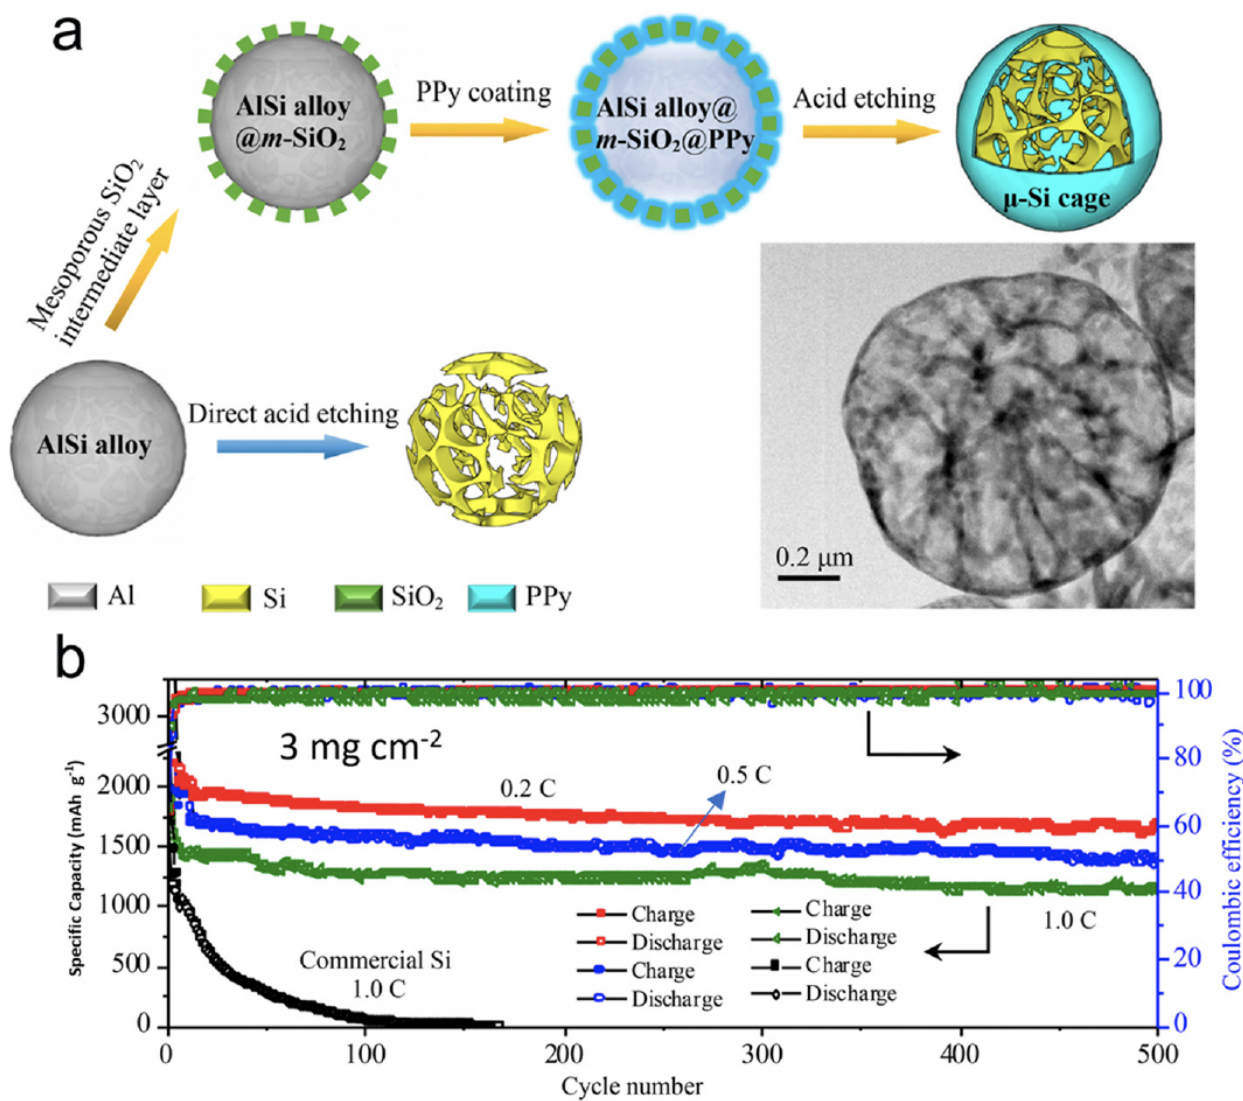 a
AlSi alloy
@m-SiO₂
PPy coating
AlSi alloy@
m-SiO₂@PPy
Acid etching
μ-Si cage
Mesoporous SiO₂
intermediate layer
AlSi alloy
Direct acid etching
0.2 μm
Al
Si
SiO₂
PPy
b
3 mg cm⁻²
0.2 C
0.5 C
1.0 C
Commercial Si
1.0 C
Charge
Discharge
Charge
Discharge
Charge
Discharge
Charge
Discharge
Specific Capacity (mAh g⁻¹)
3000
2000
1500
1000
500
0
Coulombic efficiency (%)
100
80
60
40
20
0
0
100
200
300
400
500
Cycle number